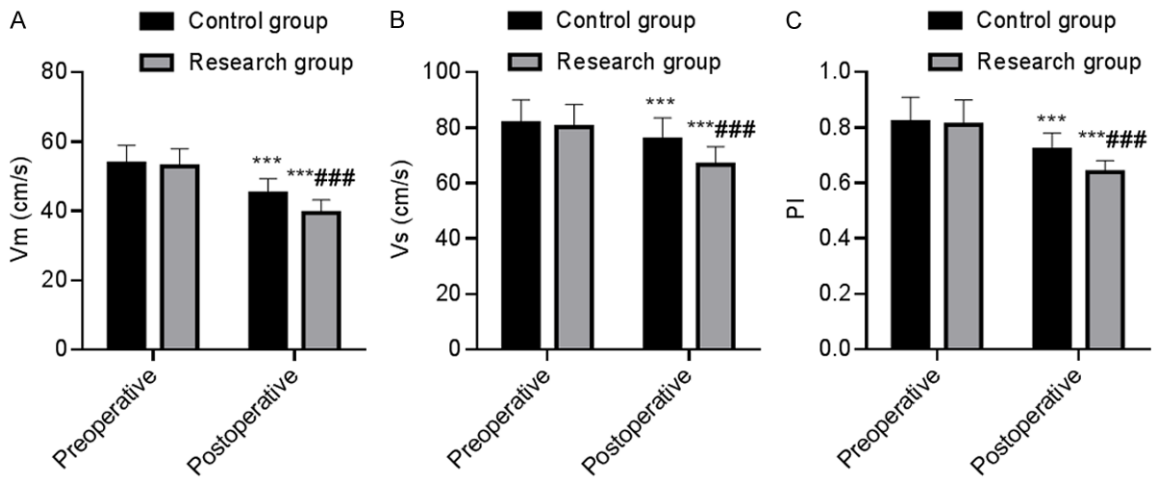 A
Control group
Research group
Vm (cm/s)
80
60
40
20
0
***
***###
Preoperative
Postoperative
B
Control group
Research group
Vs (cm/s)
100
80
60
40
20
0
***
***###
Preoperative
Postoperative
C
Control group
Research group
PI
1.0
0.8
0.6
0.4
0.2
0.0
***
***###
Preoperative
Postoperative